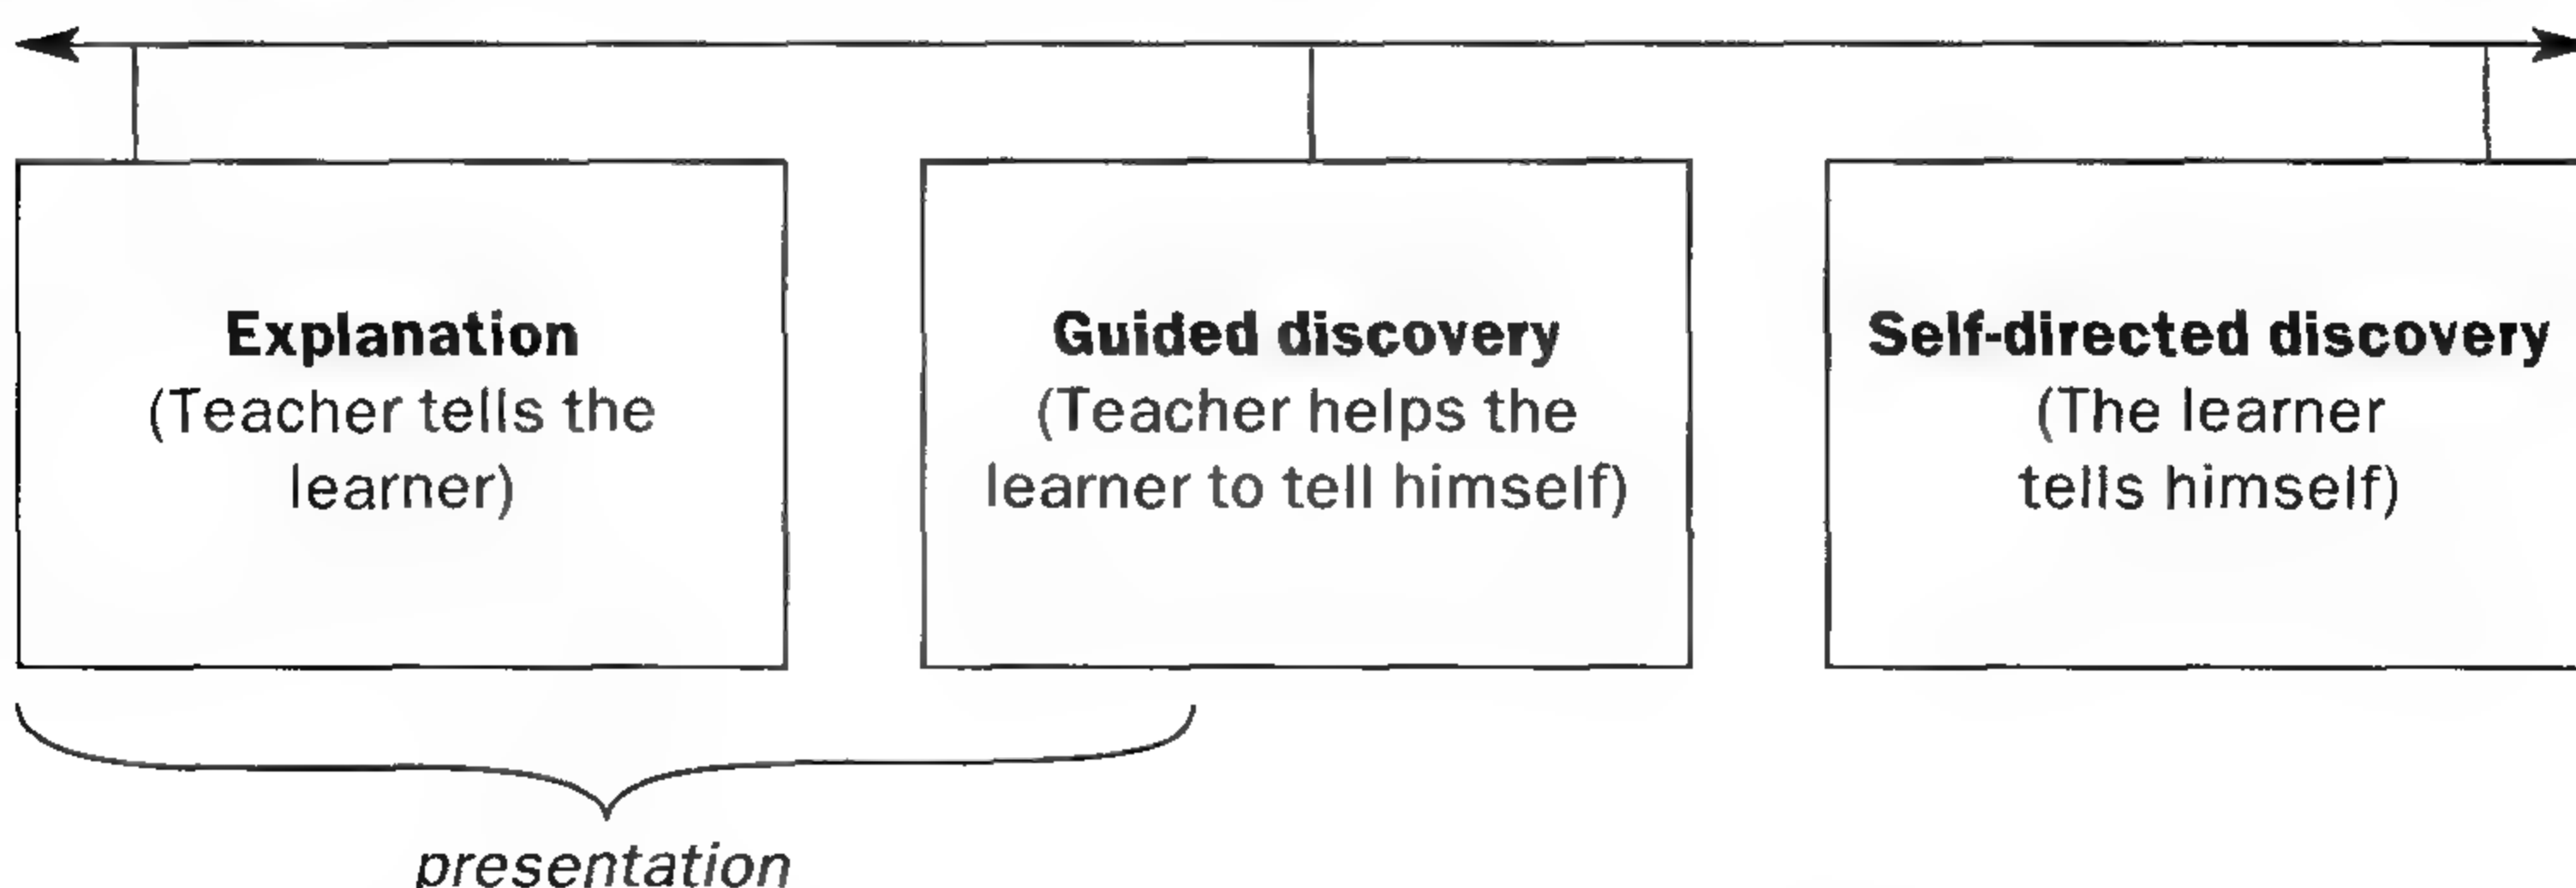 Explanation
(Teacher tells the
learner)
Guided discovery
(Teacher helps the
learner to tell himself)
Self-directed discovery
(The learner
tells himself)
presentation